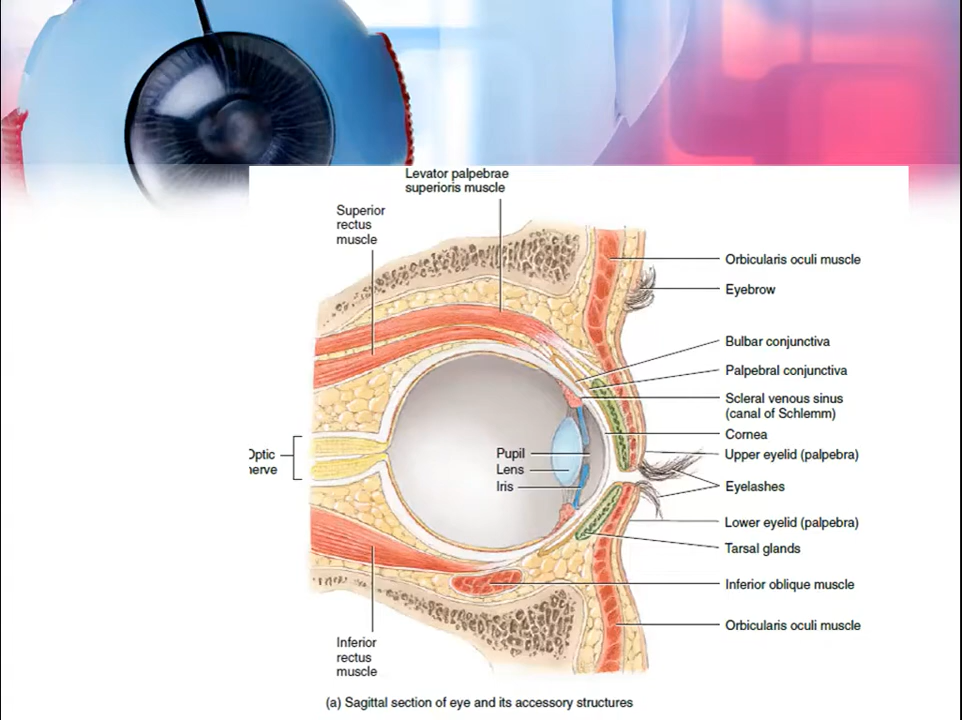 Levator palpebrae
superioris muscle
Superior
rectus
muscle
Orbicularis oculi muscle
Eyebrow
Bulbar conjunctiva
Palpebral conjunctiva
Scleral venous sinus
(canal of Schlemm)
Cornea
Upper eyelid (palpebra)
Pupil
Lens
Iris
Eyelashes
Lower eyelid (palpebra)
Tarsal glands
Inferior oblique muscle
Orbicularis oculi muscle
Inferior
rectus
muscle
(a) Sagittal section of eye and its accessory structures